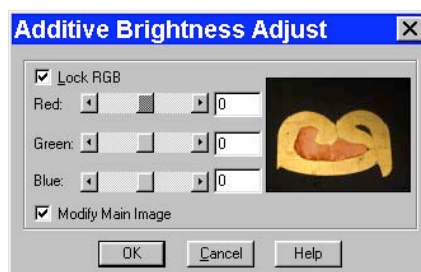 Additive Brightness Adjust
Lock RGB
Red: 0
Green: 0
Blue: 0
Modify Main Image
OK Cancel Help